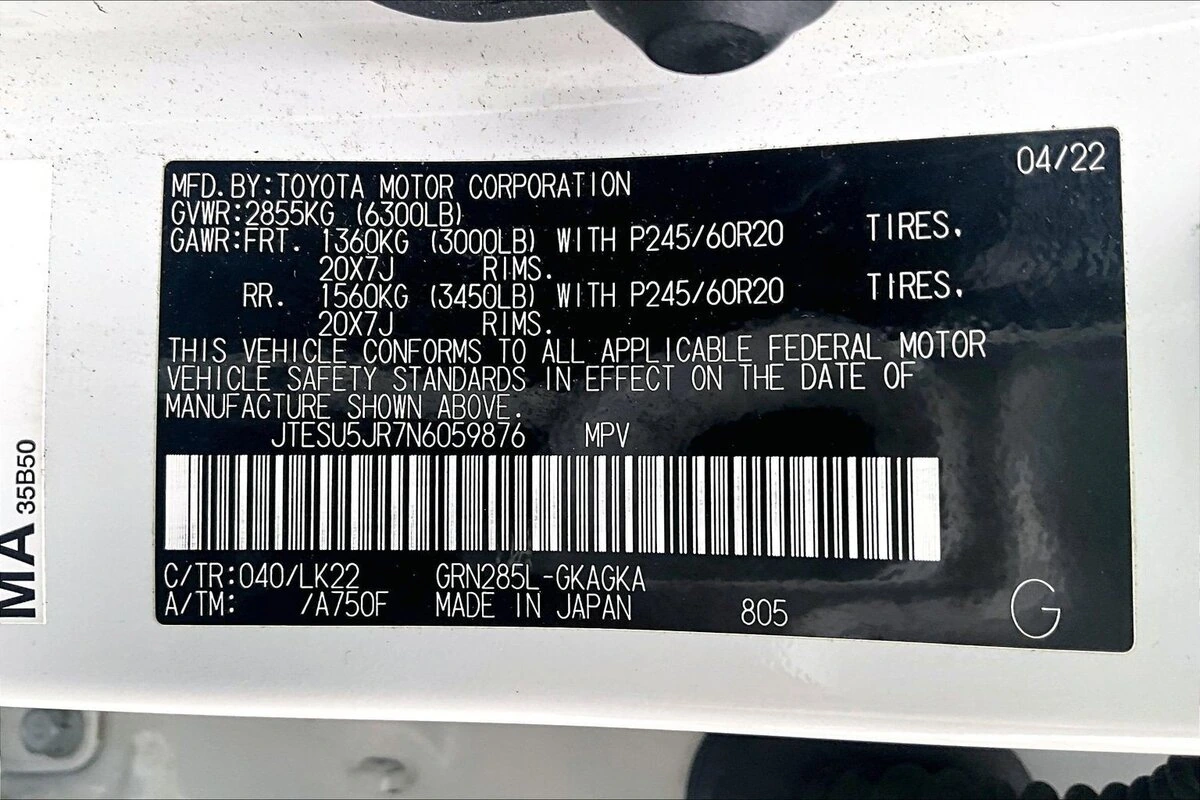 04/22
MFD.BY:TOYOTA MOTOR CORPORATION
GVWR:2855KG (6300LB)
GAWR:FRT. 1360KG (3000LB) WITH P245/60R20 TIRES,
20X7J RIMS.
RR. 1560KG (3450LB) WITH P245/60R20 TIRES,
20X7J RIMS.
THIS VEHICLE CONFORMS TO ALL APPLICABLE FEDERAL MOTOR
VEHICLE SAFETY STANDARDS IN EFFECT ON THE DATE OF
MANUFACTURE SHOWN ABOVE.
JTESU5JR7N6059876 MPV
C/TR:040/LK22 GRN285L-GKAGKA
A/TM: /A750F MADE IN JAPAN 805
G
MA
35B50